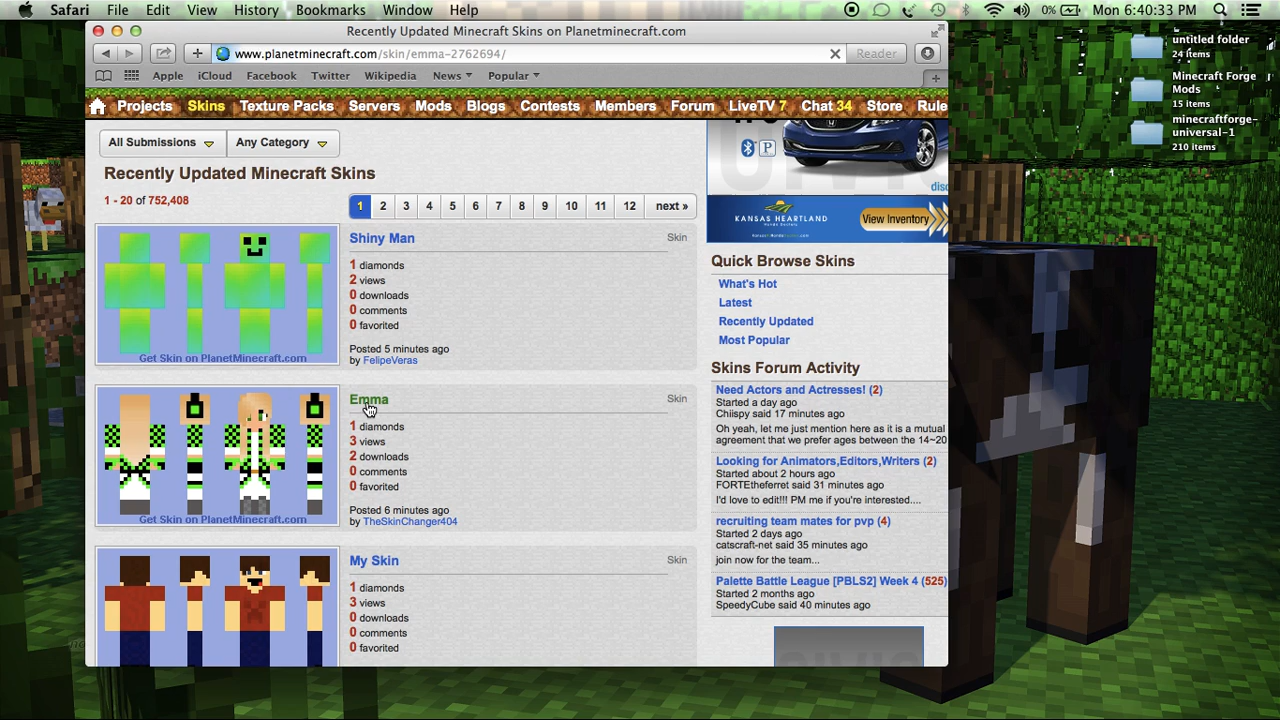 Safari File Edit View History Bookmarks Window Help 0% Mon 6:40:33 PM
Recently Updated Minecraft Skins on Planetminecraft.com
www.planetminecraft.com/skin/emma-2762694/ Reader
Apple iCloud Facebook Twitter Wikipedia News Popular
Projects Skins Texture Packs Servers Mods Blogs Contests Members Forum LiveTV 7 Chat 34 Store Rule
All Submissions Any Category
Recently Updated Minecraft Skins
1 - 20 of 752,408
1 2 3 4 5 6 7 8 9 10 11 12 next »
Shiny Man Skin
1 diamonds
2 views
0 downloads
0 comments
0 favorited
Posted 5 minutes ago
by FelipeVeras
Get Skin on PlanetMinecraft.com
Emma Skin
1 diamonds
3 views
2 downloads
0 comments
0 favorited
Posted 6 minutes ago
by TheSkinChanger404
Get Skin on PlanetMinecraft.com
My Skin Skin
1 diamonds
3 views
0 downloads
0 comments
0 favorited
P
KANSAS HEARTLAND
View Inventory
Quick Browse Skins
What's Hot
Latest
Recently Updated
Most Popular
Skins Forum Activity
Need Actors and Actresses! (2)
Started a day ago
Chiispy said 17 minutes ago
Oh yeah, let me just mention here as it is a mutual
agreement that we prefer ages between the 14~20
Looking for Animators,Editors,Writers (2)
Started about 2 hours ago
FORTEtheferret said 31 minutes ago
I'd love to edit!!! PM me if you're interested....
recruiting team mates for pvp (4)
Started 2 days ago
catscraft-net said 35 minutes ago
join now for the team...
Palette Battle League [PBLS2] Week 4 (525)
Started 2 months ago
SpeedyCube said 40 minutes ago
untitled folder
24 items
Minecraft Forge
Mods
15 items
minecraftforge-
universal-1
210 items